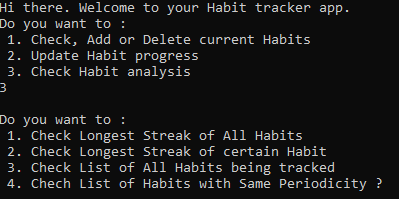 Hi there. Welcome to your Habit tracker app.
Do you want to :
1. Check, Add or Delete current Habits
2. Update Habit progress
3. Check Habit analysis
3
Do you want to :
1. Check Longest Streak of All Habits
2. Check Longest Streak of certain Habit
3. Check List of All Habits being tracked
4. Chech List of Habits with Same Periodicity ?